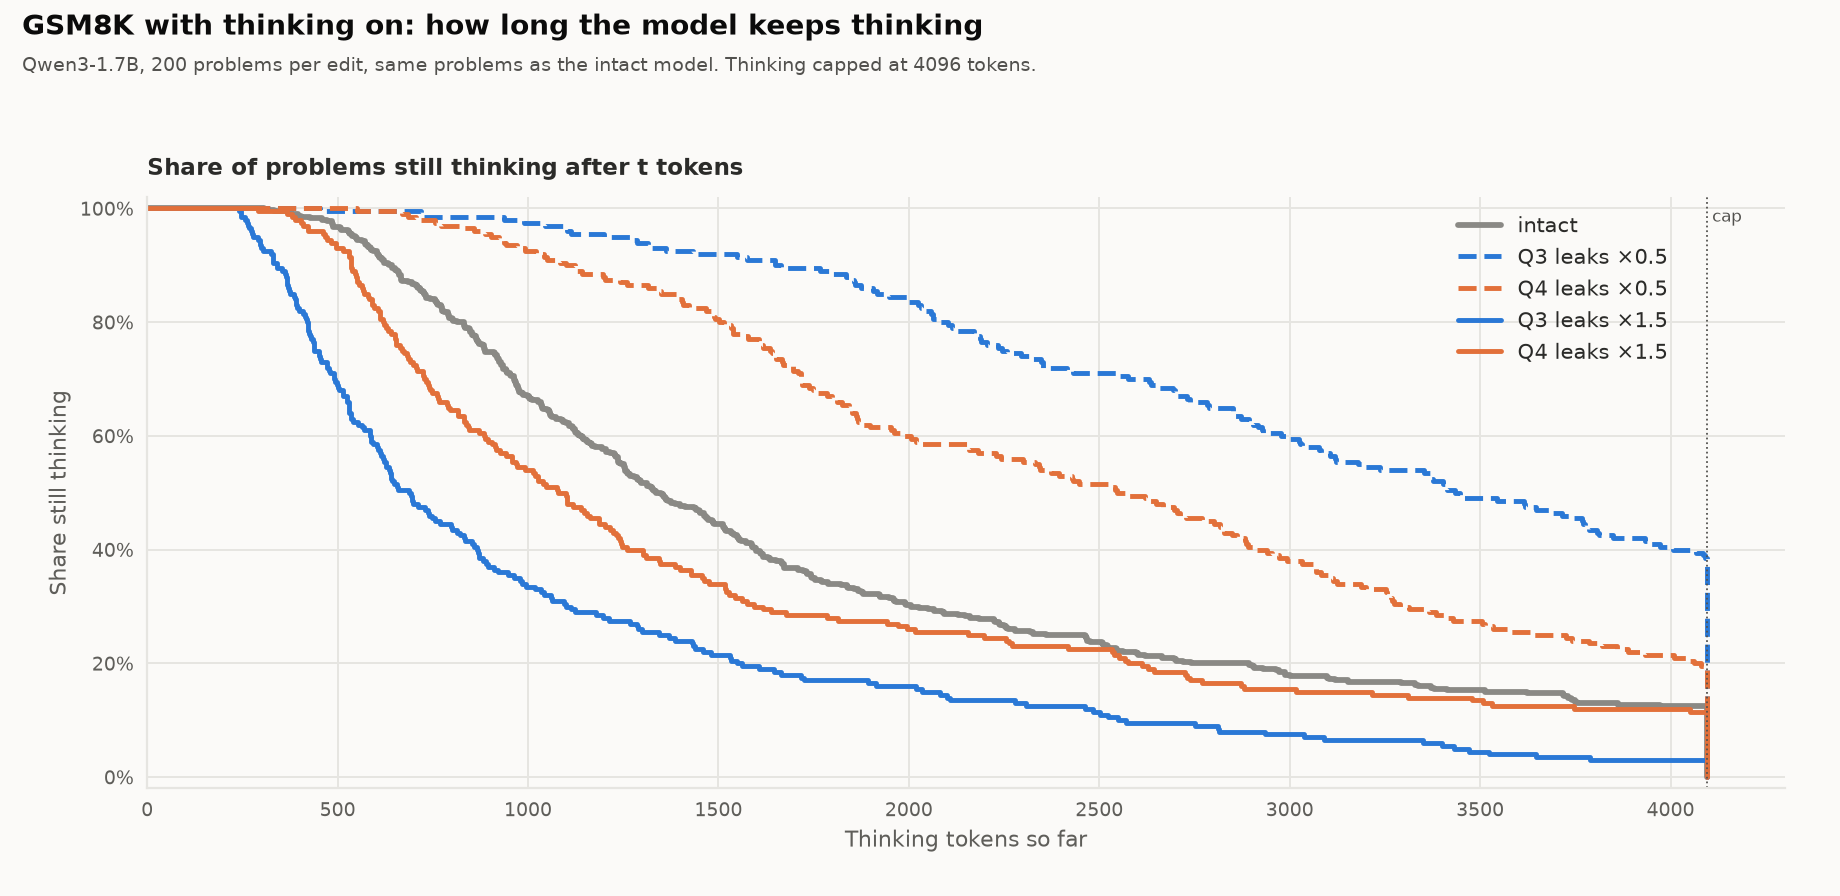 GSM8K with thinking on: how long the model keeps thinking
Qwen3-1.7B, 200 problems per edit, same problems as the intact model. Thinking capped at 4096 tokens.
Share of problems still thinking after t tokens
100%
80%
60%
40%
20%
0%
Share still thinking
cap
intact
Q3 leaks ×0.5
Q4 leaks ×0.5
Q3 leaks ×1.5
Q4 leaks ×1.5
0 500 1000 1500 2000 2500 3000 3500 4000
Thinking tokens so far